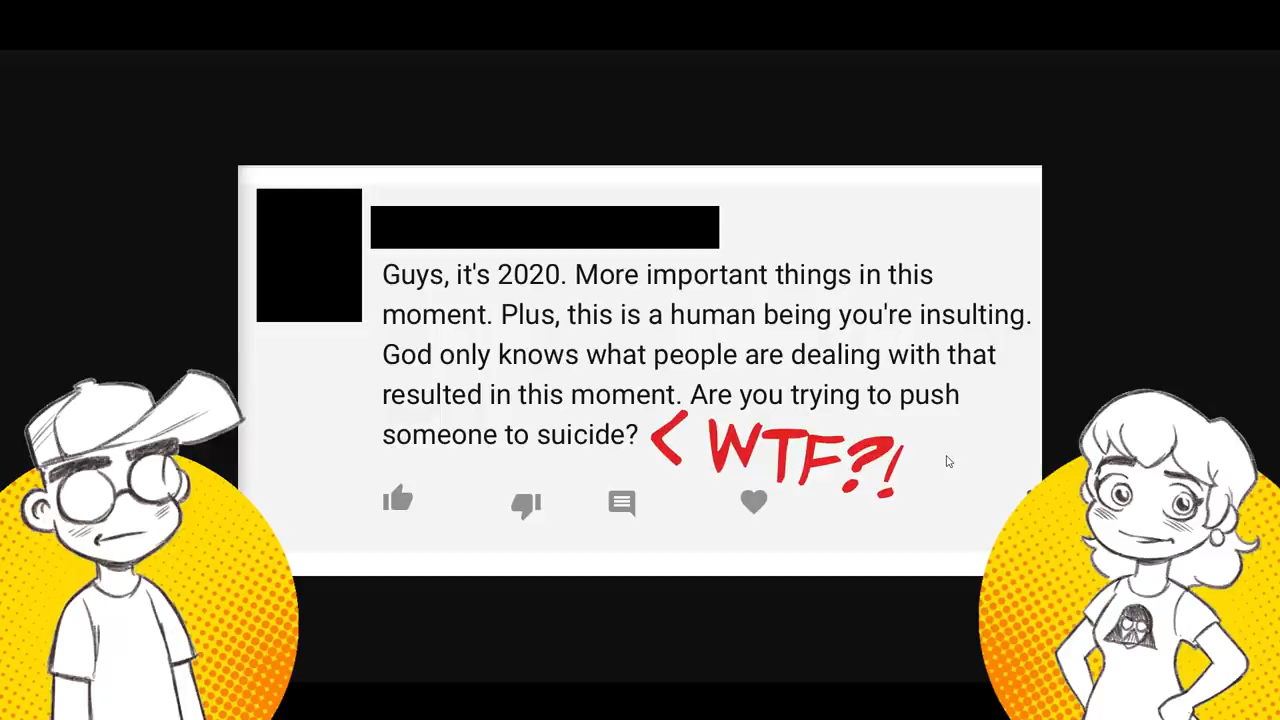 Guys, it's 2020. More important things in this
moment. Plus, this is a human being you're insulting.
God only knows what people are dealing with that
resulted in this moment. Are you trying to push
someone to suicide? < WTF?!